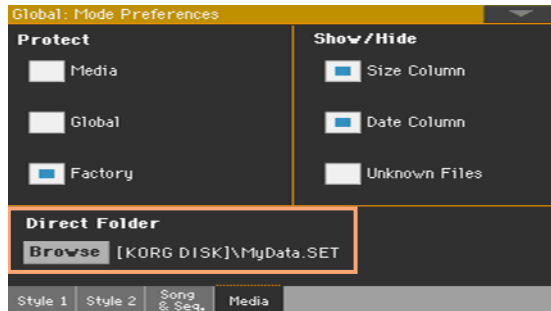 Global: Mode Preferences
Protect
Media
Global
Factory
Show/Hide
Size Column
Date Column
Unknown Files
Direct Folder
Browse [KORG DISK]\MyData.SET
Style 1 Style 2 Song & Seq. Media